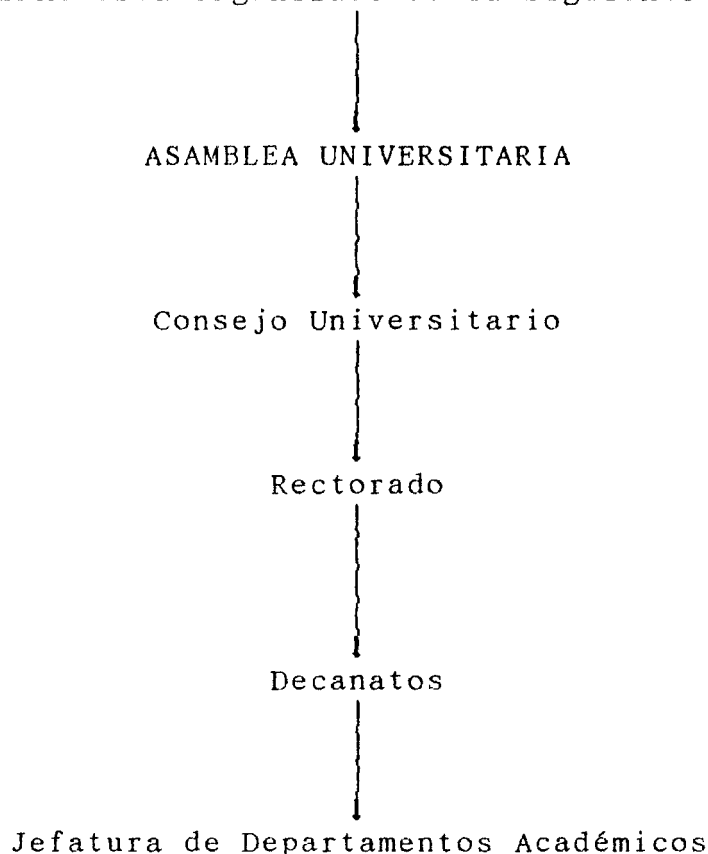 ASAMBLEA UNIVERSITARIA
Consejo Universitario
Rectorado
Decanatos
Jefatura de Departamentos Académicos